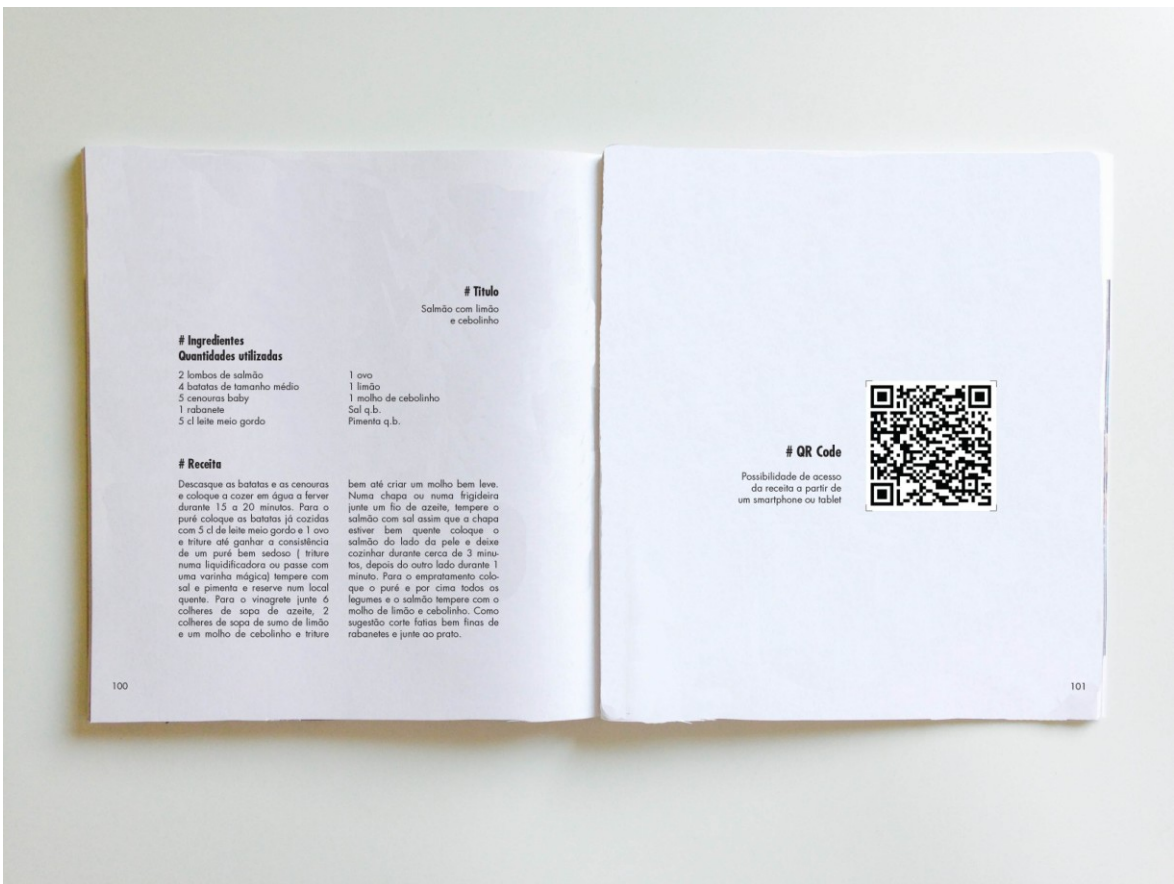 # Titulo
Salmão com limão
e cebolinho
# Ingredientes
Quantidades utilizadas
2 lombos de salmão
4 batatas de tamanho médio
5 cenouras baby
1 rabanete
5 cl leite meio gordo
1 ovo
1 limão
1 molho de cebolinho
Sal q.b.
Pimenta q.b.
# Receita
Descasque as batatas e as cenouras
e coloque a cozer em água a ferver
durante 15 a 20 minutos. Para o
puré coloque as batatas já cozidas
com 5 cl de leite meio gordo e 1 ovo
e triture até ganhar a consistência
de um puré bem sedoso ( triture
numa liquidificadora ou passe com
uma varinha mágica) tempere com
sal e pimenta e reserve num local
quente. Para o vinagrete junte 6
colheres de sopa de azeite, 2
colheres de sopa de sumo de limão
e um molho de cebolinho e triture
bem até criar um molho bem leve.
Numa chapa ou numa frigideira
junte um fio de azeite, tempere o
salmão com sal assim que a chapa
estiver bem quente coloque o
salmão do lado da pele e deixe
cozinhar durante cerca de 3 minu-
tos, depois do outro lado durante 1
minuto. Para o empratamento colo-
que o puré e por cima todos os
legumes e o salmão tempere com o
molho de limão e cebolinho. Como
sugestão corte fatias bem finas de
rabanetes e junte ao prato.
100
# QR Code
Possibilidade de acesso
da receita a partir de
um smartphone ou tablet
101